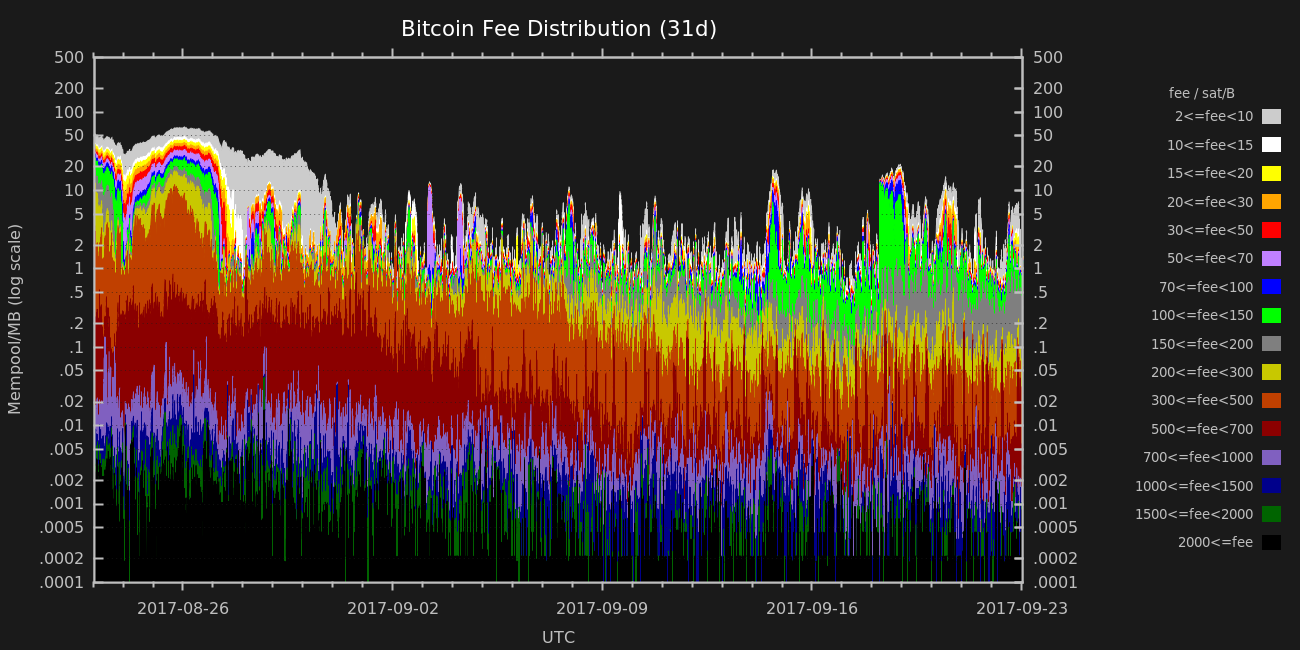 Bitcoin Fee Distribution (31d)
500 500
200 200
100 100
50 50
20 20
10 10
5 5
2 2
1 1
.5 .5
.2 .2
.1 .1
.05 .05
.02 .02
.01 .01
.005 .005
.002 .002
.001 .001
.0005 .0005
.0002 .0002
.0001 .0001
Mempool/MB (log scale)
2017-08-26 2017-09-02 2017-09-09 2017-09-16 2017-09-23
UTC
fee / sat/B
2<=fee<10
10<=fee<15
15<=fee<20
20<=fee<30
30<=fee<50
50<=fee<70
70<=fee<100
100<=fee<150
150<=fee<200
200<=fee<300
300<=fee<500
500<=fee<700
700<=fee<1000
1000<=fee<1500
1500<=fee<2000
2000<=fee